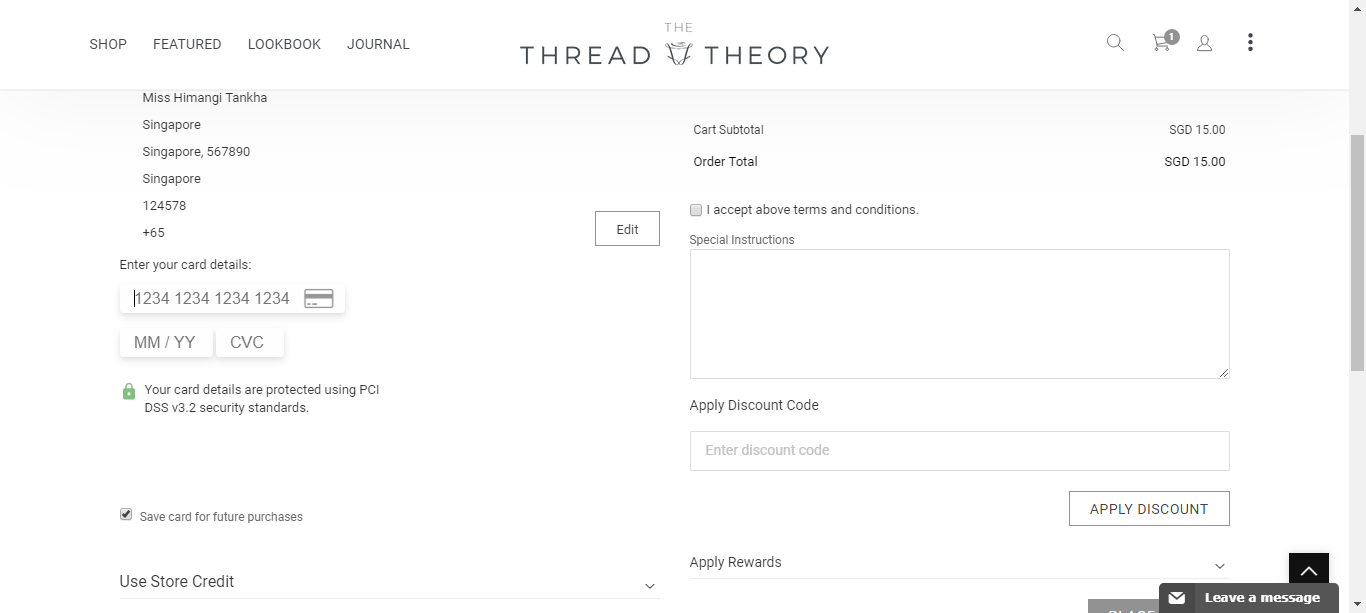 SHOP
FEATURED
LOOKBOOK
JOURNAL
THE
THREAD THEORY
1
Miss Himangi Tankha
Singapore
Singapore, 567890
Singapore
124578
+65
Edit
Enter your card details:
1234 1234 1234 1234
MM / YY
CVC
Your card details are protected using PCI
DSS v3.2 security standards.
Save card for future purchases
Use Store Credit
Cart Subtotal
SGD 15.00
Order Total
SGD 15.00
I accept above terms and conditions.
Special Instructions
Apply Discount Code
Enter discount code
APPLY DISCOUNT
Apply Rewards
Leave a message